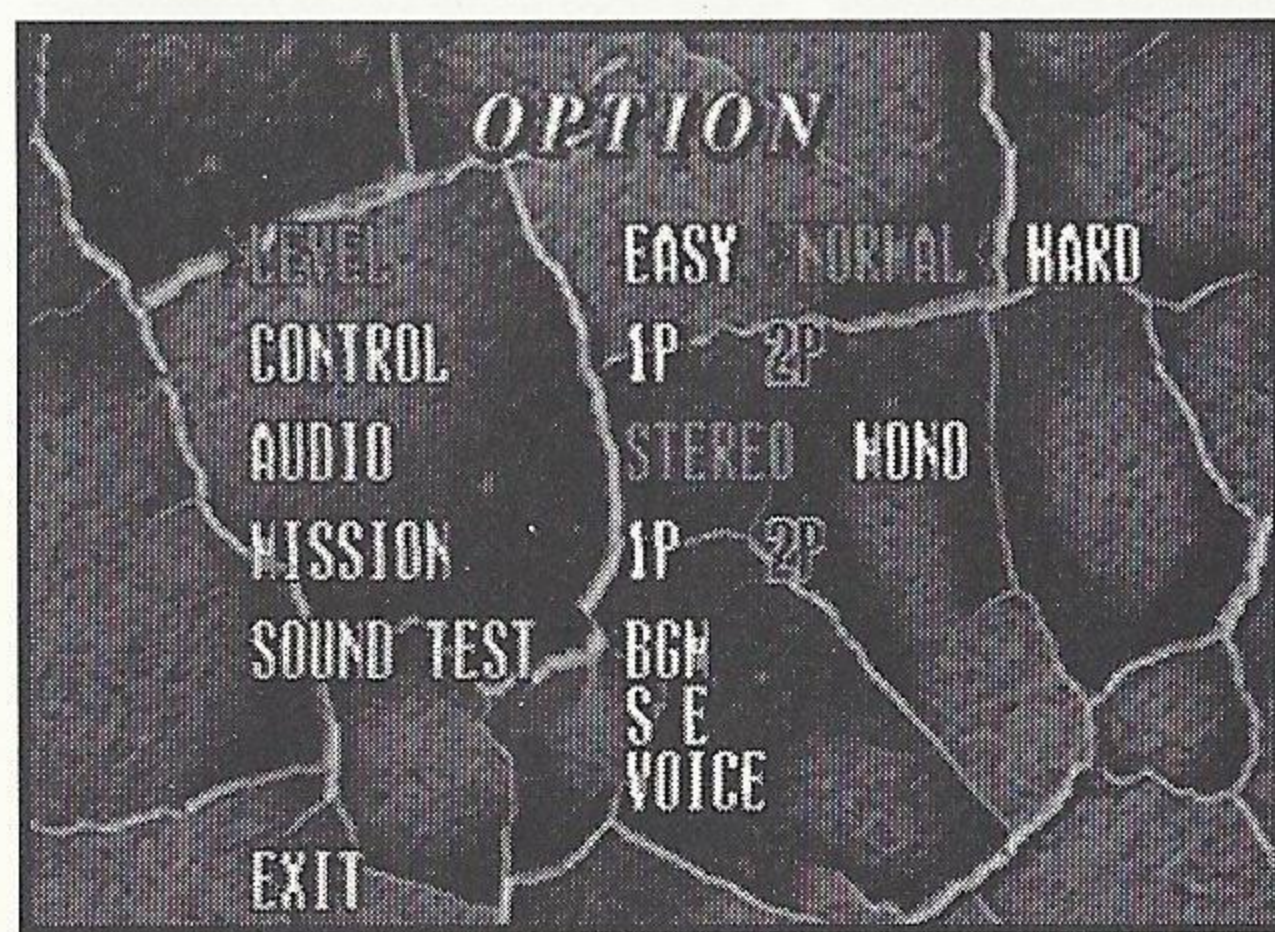 OPTION
LEVEL EASY NORMAL HARD
CONTROL 1P 2P
AUDIO STEREO MONO
MISSION 1P 2P
SOUND TEST BGM
S E
VOICE
EXIT